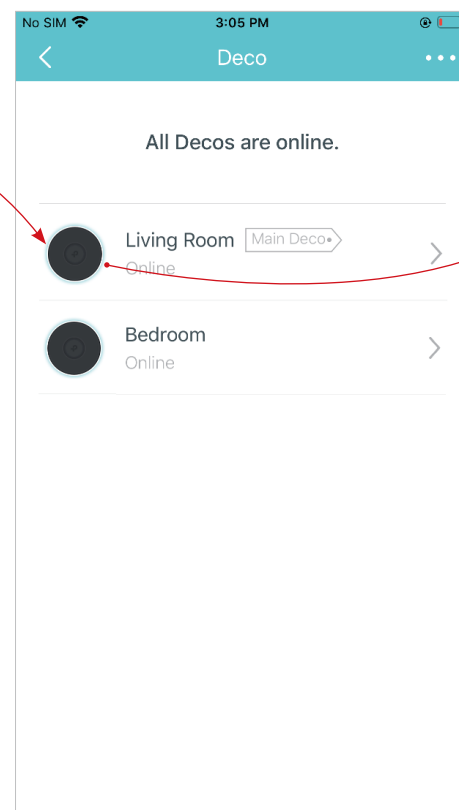 No SIM 3:05 PM
Deco
All Decos are online.
Living Room Main Deco
Online
Bedroom
Online